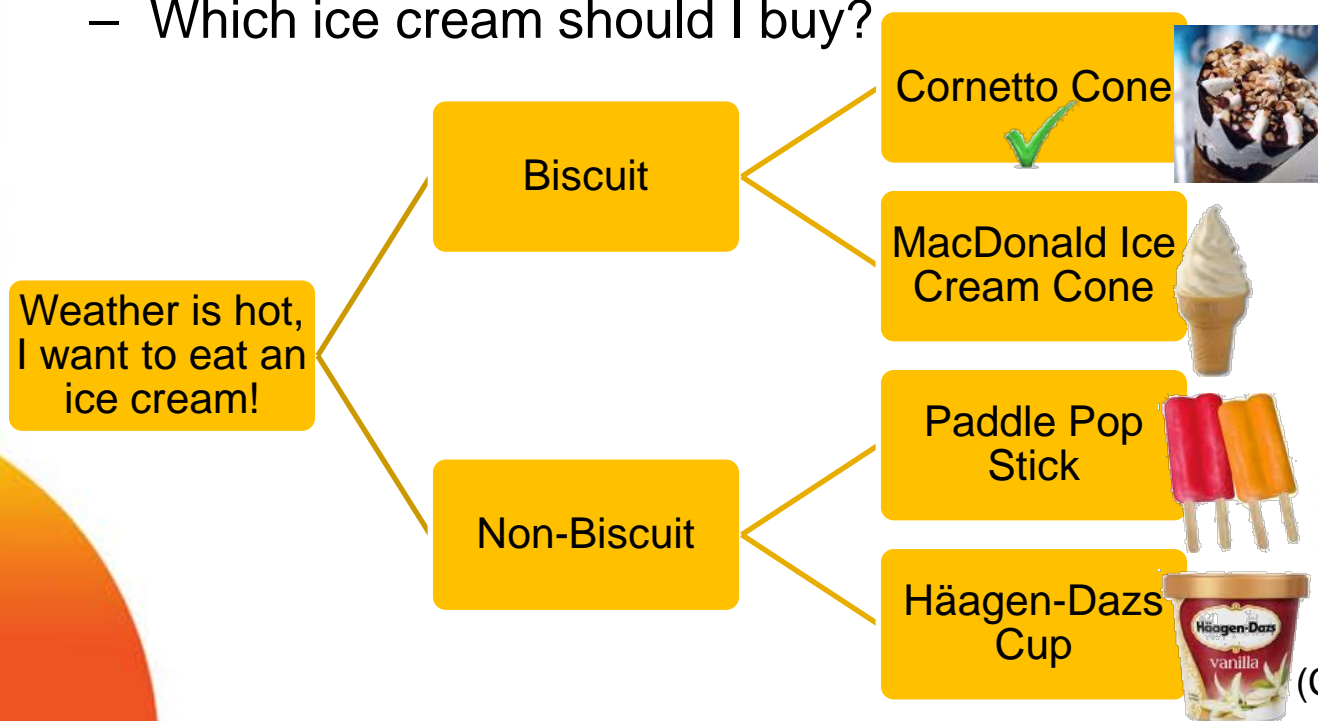 – Which ice cream should I buy?
Cornetto Cone
Biscuit
MacDonald Ice
Cream Cone
Weather is hot,
I want to eat an
ice cream!
Paddle Pop
Stick
Non-Biscuit
Häagen-Dazs
Cup
Häagen-Dazs
vanilla